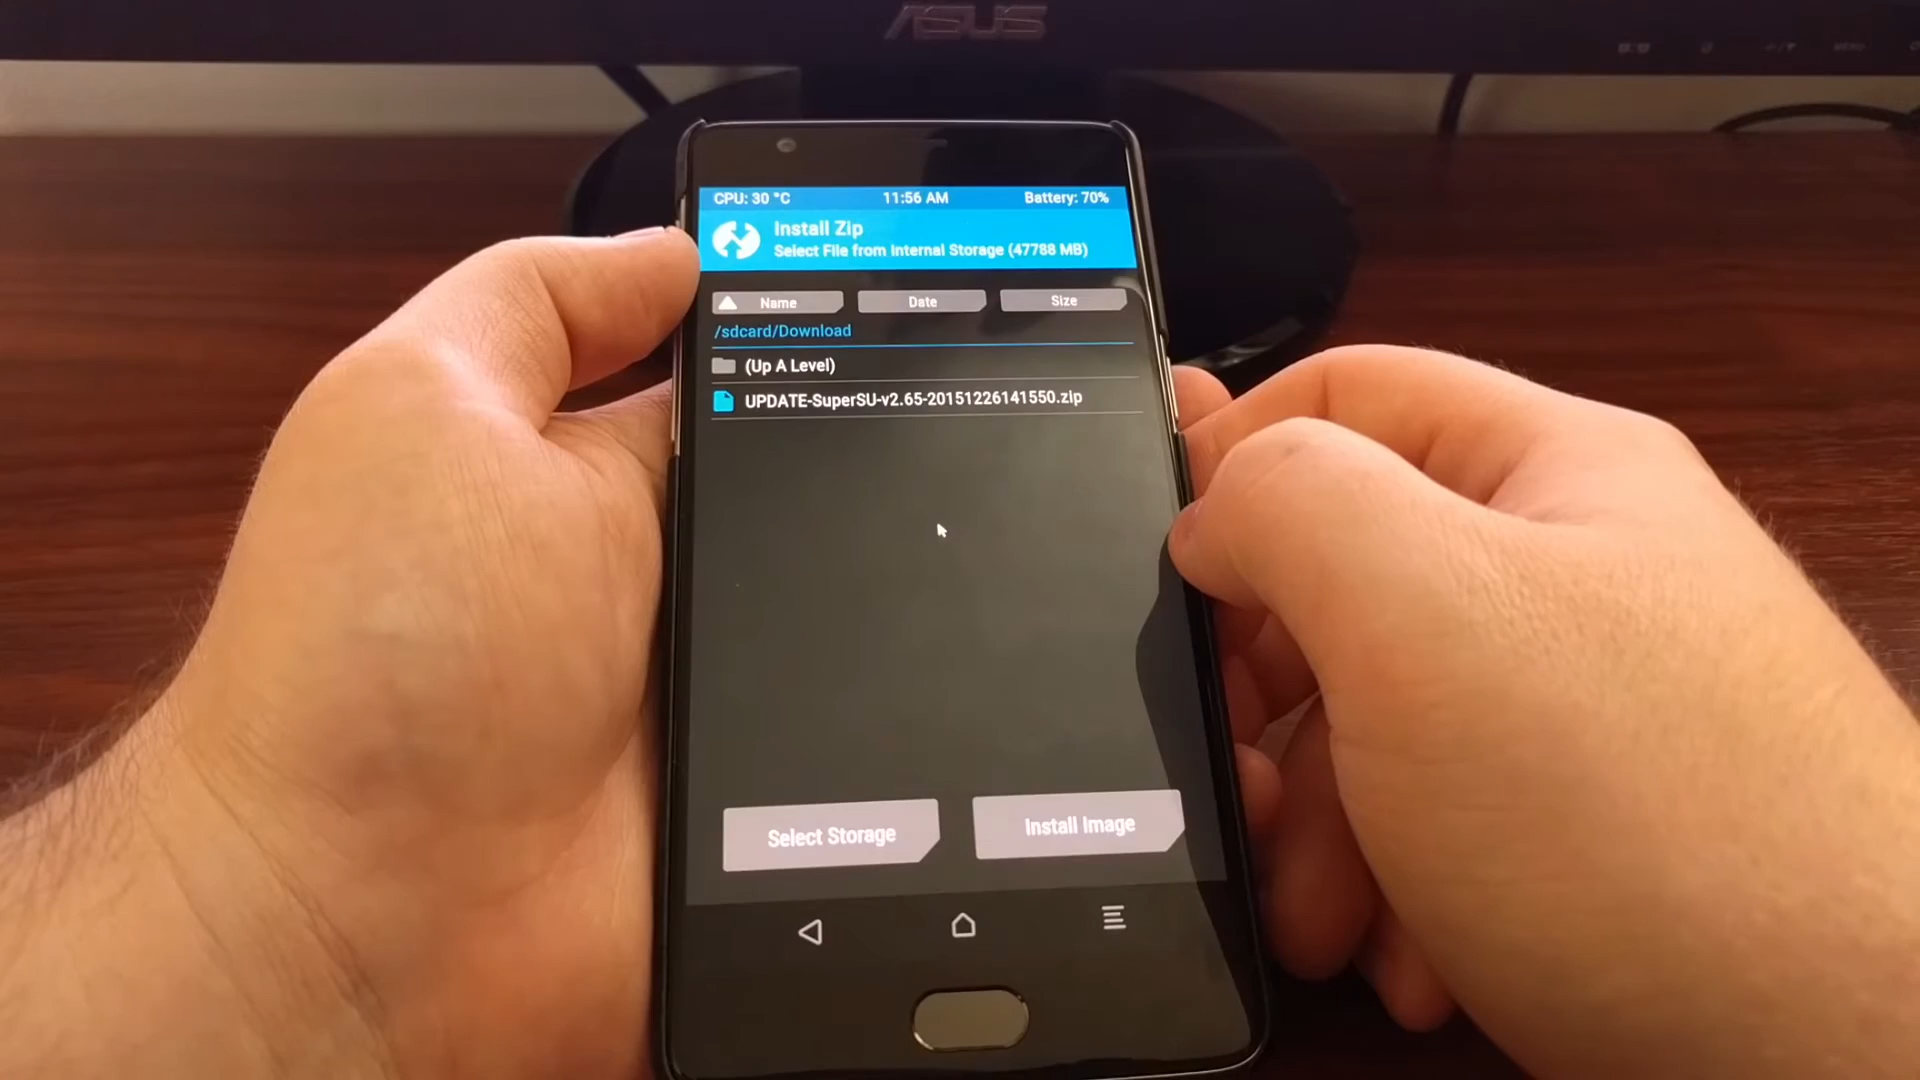 ASUS
CPU: 30 °C 11:56 AM Battery: 70%
Install Zip
Select File from Internal Storage (47788 MB)
Name Date Size
/sdcard/Download
(Up A Level)
UPDATE-SuperSU-v2.65-20151226141550.zip
Select Storage Install Image